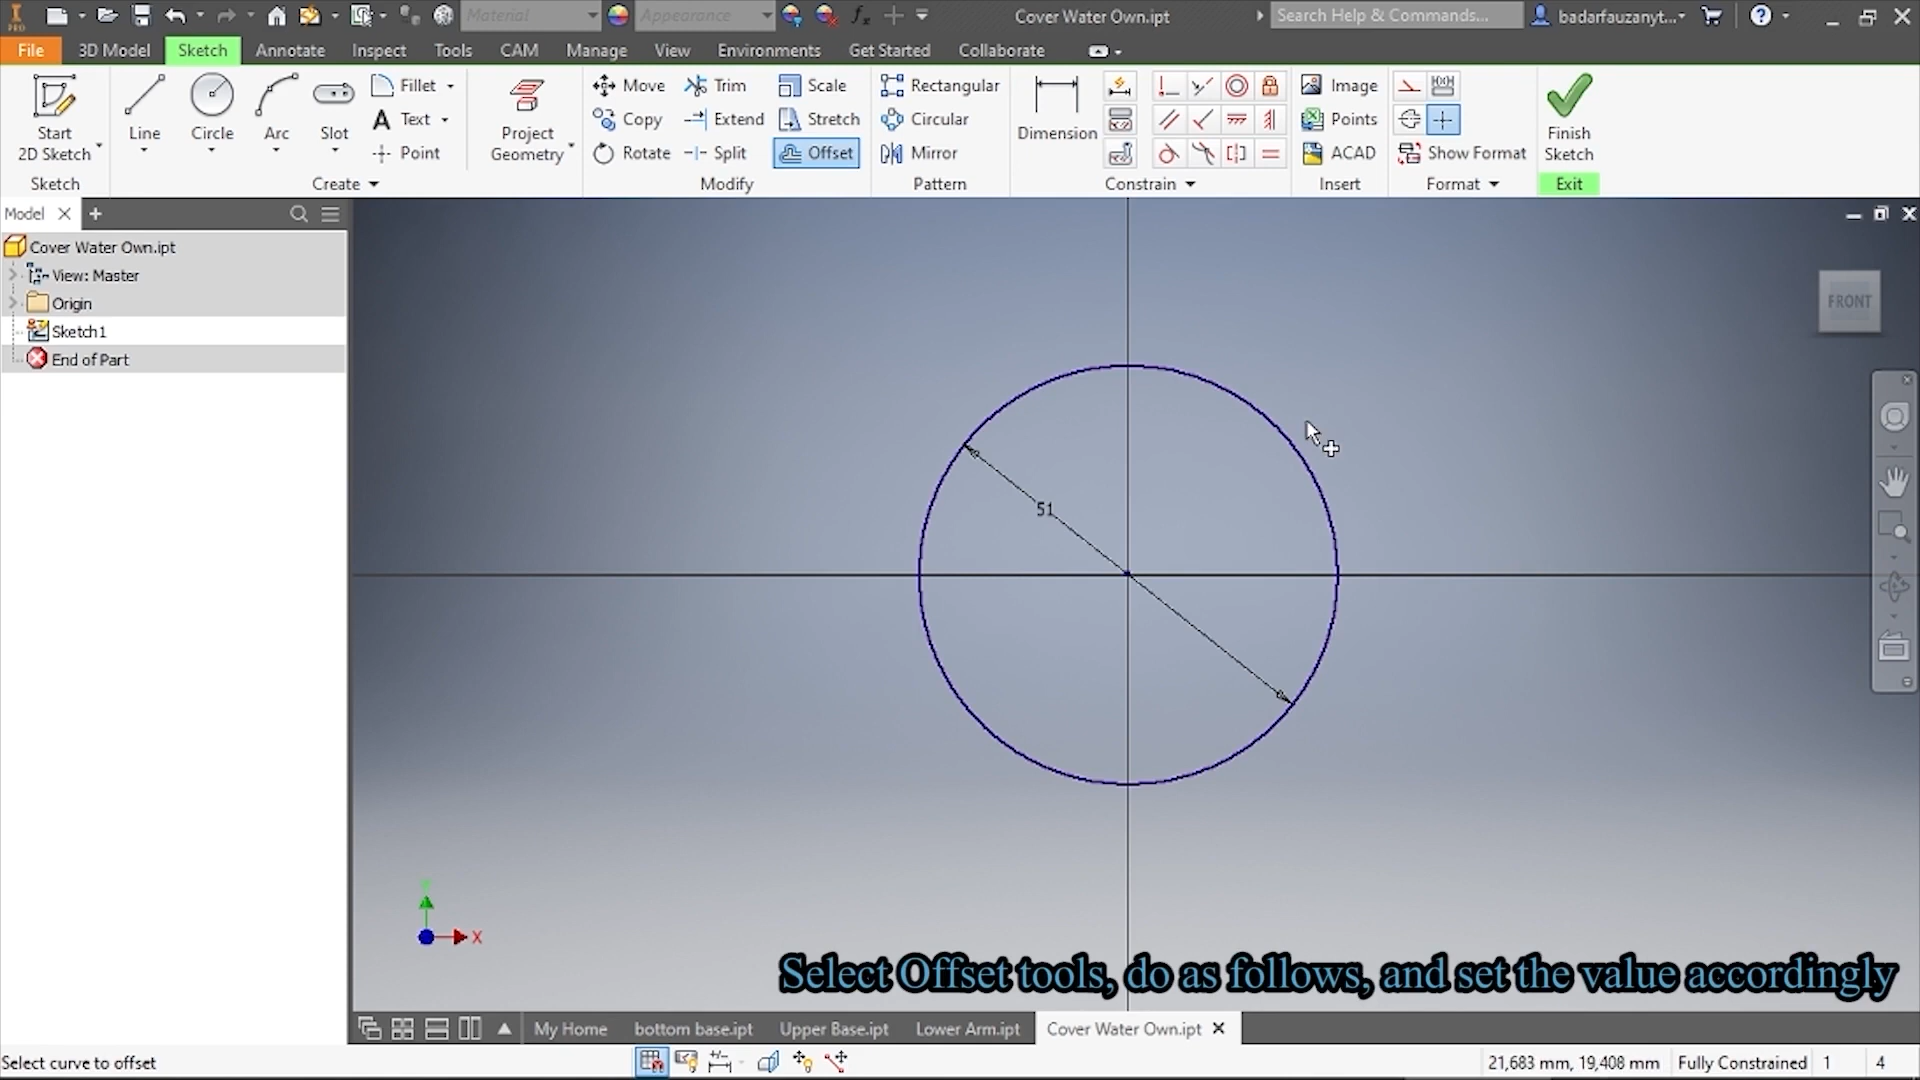 Material
Appearance
Cover Water Own.ipt
Search Help & Commands...
badarfauzanyt...
PRO
File
3D Model
Sketch
Annotate
Inspect
Tools
CAM
Manage
View
Environments
Get Started
Collaborate
Start
2D Sketch
Line
Circle
Arc
Slot
Fillet
Text
Point
Project
Geometry
Move
Copy
Rotate
Trim
Extend
Split
Scale
Stretch
Offset
Rectangular
Circular
Mirror
Dimension
Image
Points
ACAD
Show Format
Finish
Sketch
Sketch
Create
Modify
Pattern
Constrain
Insert
Format
Exit
Model
Cover Water Own.ipt
View: Master
Origin
Sketch1
End of Part
FRONT
51
X
Select Offset tools, do as follows, and set the value accordingly
My Home
bottom base.ipt
Upper Base.ipt
Lower Arm.ipt
Cover Water Own.ipt
Select curve to offset
21,683 mm, 19,408 mm
Fully Constrained
1
4